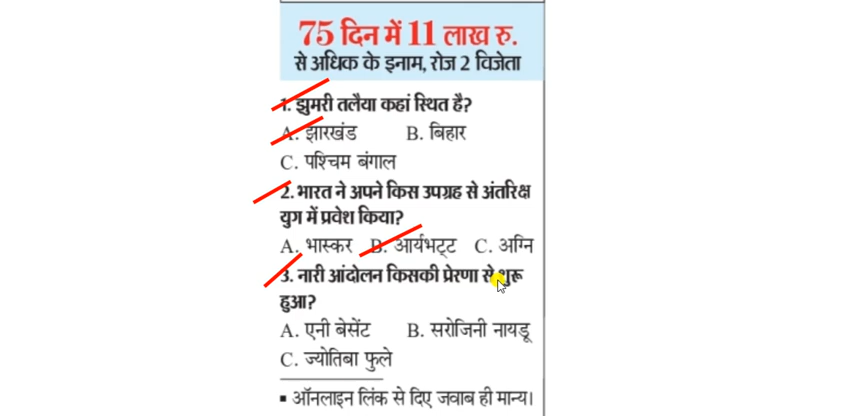 75 दिन में 11 लाख रु.
से अधिक के इनाम, रोज 2 विजेता
1. झुमरी तलैया कहां स्थित है?
A. झारखंड B. बिहार
C. पश्चिम बंगाल
2. भारत ने अपने किस उपग्रह से अंतरिक्ष
युग में प्रवेश किया?
A. भास्कर B. आर्यभट्ट C. अग्नि
3. नारी आंदोलन किसकी प्रेरणा से शुरू
हुआ?
A. एनी बेसेंट B. सरोजिनी नायडू
C. ज्योतिबा फुले
▪ ऑनलाइन लिंक से दिए जवाब ही मान्य।